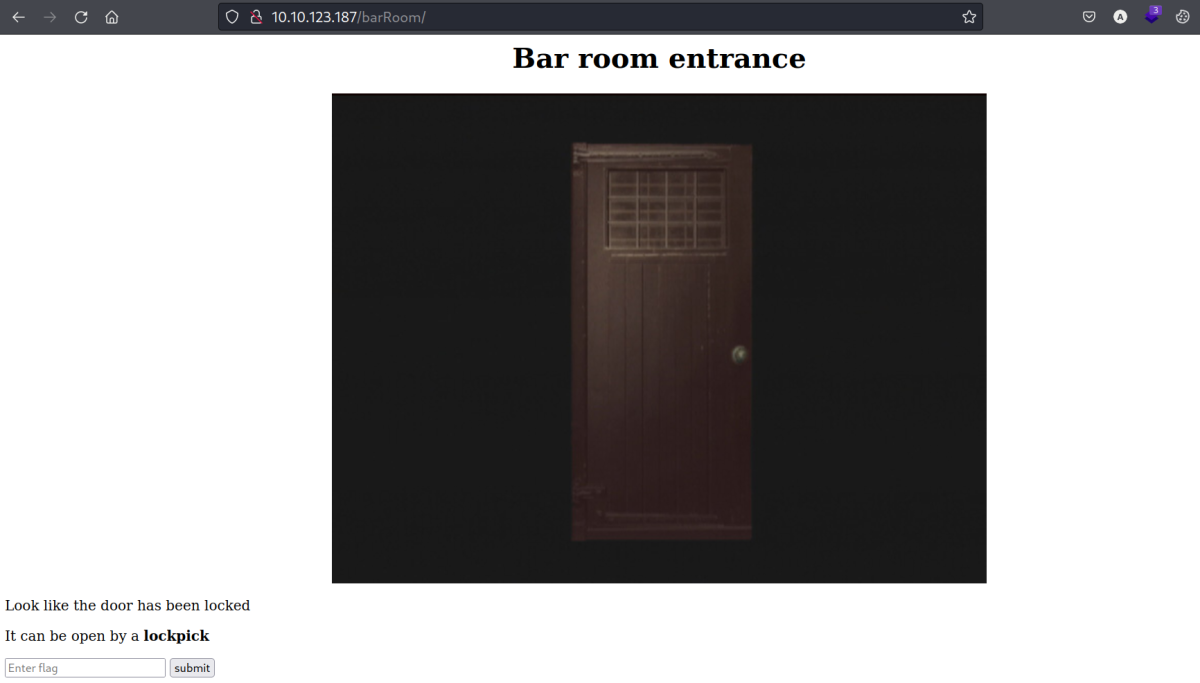 10.10.123.187/barRoom/
A
3
Bar room entrance
Look like the door has been locked
It can be open by a lockpick
Enter flag
submit